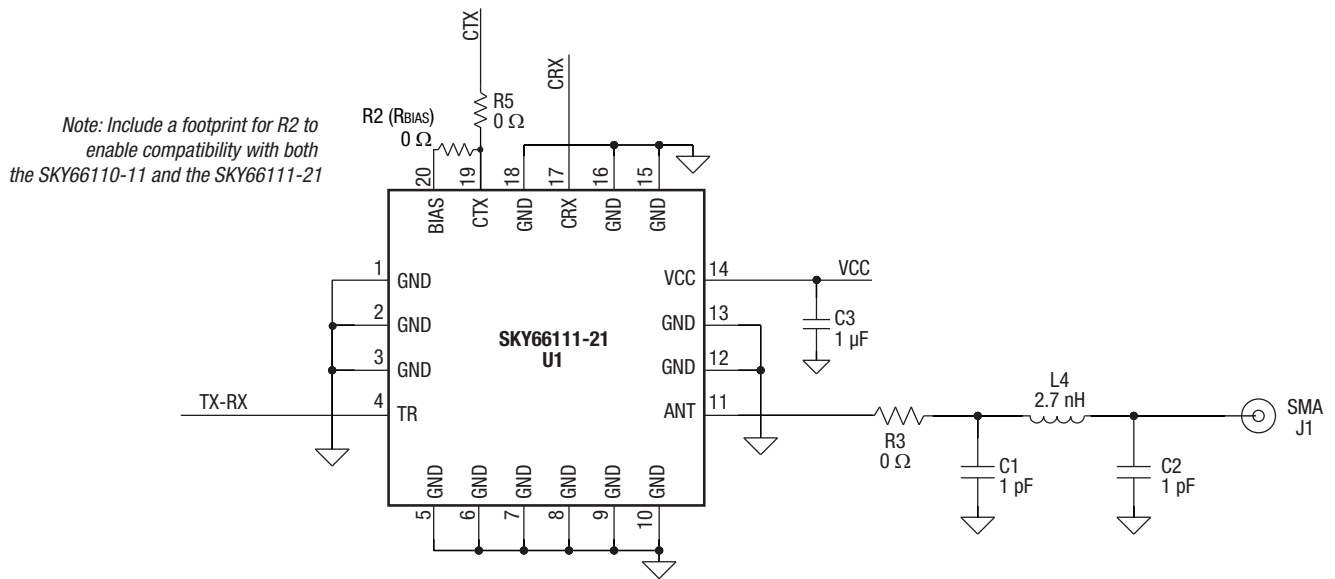 CTX
CRX
Note: Include a footprint for R2 to
enable compatibility with both
the SKY66110-11 and the SKY66111-21
R2 (RBIAS)
0 Ω
R5
0 Ω
20
19
18
17
16
15
BIAS
CTX
GND
CRX
GND
GND
1
GND
2
GND
3
GND
TX-RX
4
TR
SKY66111-21
U1
VCC
14
VCC
GND
13
GND
12
ANT
11
C3
1 µF
R3
0 Ω
L4
2.7 nH
C1
1 pF
C2
1 pF
SMA
J1
GND
GND
GND
GND
GND
GND
5
6
7
8
9
10